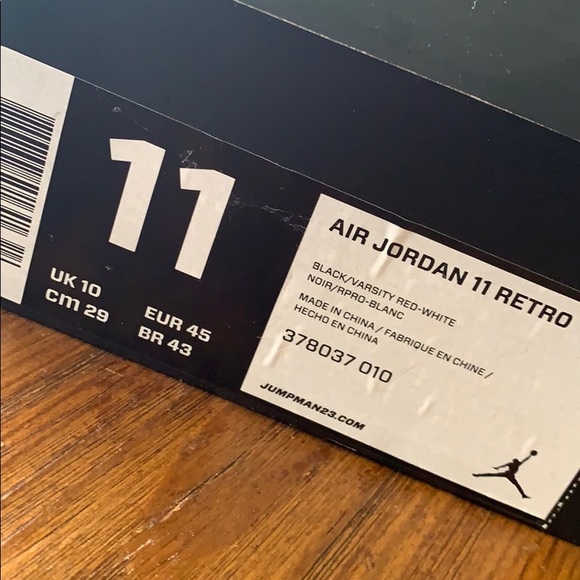 11
UK 10
cm 29
EUR 45
BR 43
AIR JORDAN 11 RETRO
BLACK/VARSITY RED-WHITE
NOIR/RPRO-BLANC
MADE IN CHINA / FABRIQUE EN CHINE /
HECHO EN CHINA
378037 010
JUMPMAN23.COM